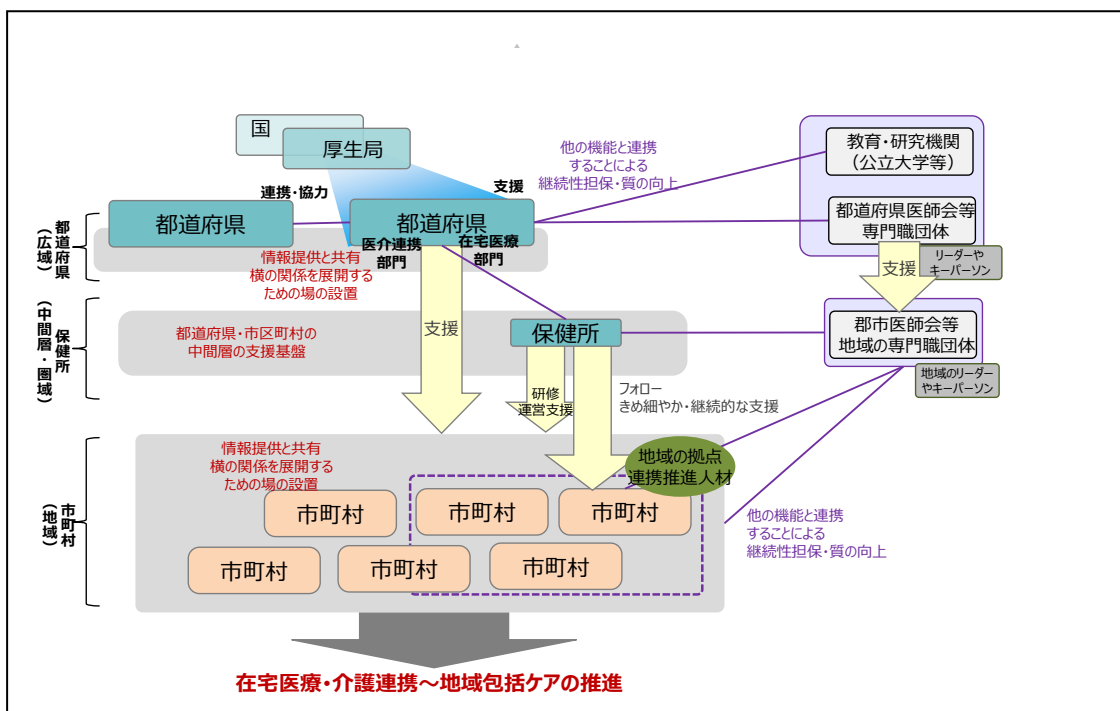 国
厚生局
連携・協力
支援
他の機能と連携
することによる
継続性担保・質の向上
教育・研究機関
(公立大学等)
都道府県
(広域)
都道府県
都道府県
医介連携
部門
在宅医療
部門
都道府県医師会等
専門職団体
情報提供と共有
横の関係を展開する
ための場の設置
支援
リーダーや
キーパーソン
保健所
(中間層・圏域)
都道府県・市区町村の
中間層の支援基盤
支援
保健所
郡市医師会等
地域の専門職団体
地域のリーダー
やキーパーソン
研修
運営支援
フォロー
きめ細やか・継続的な支援
市町村
(地域)
情報提供と共有
横の関係を展開する
ための場の設置
地域の拠点
連携推進人材
市町村
市町村
市町村
市町村
市町村
市町村
他の機能と連携
することによる
継続性担保・質の向上
在宅医療・介護連携～地域包括ケアの推進